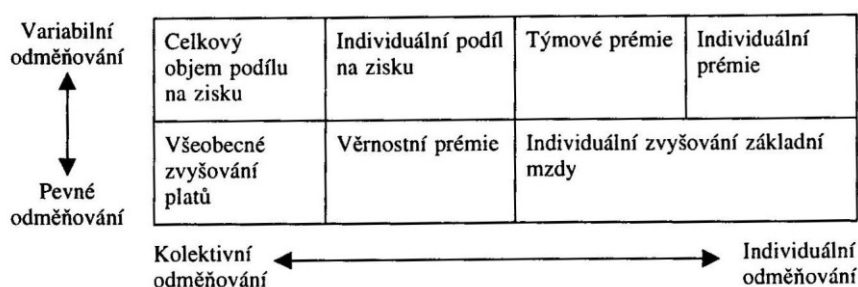 Variabilní
odměňování
Pevné
odměňování
Celkový
objem podílu
na zisku
Individuální podíl
na zisku
Týmové prémie
Individuální
prémie
Všeobecné
zvyšování
platů
Věrnostní prémie
Individuální zvyšování základní
mzdy
Kolektivní
odměňování
Individuální
odměňování